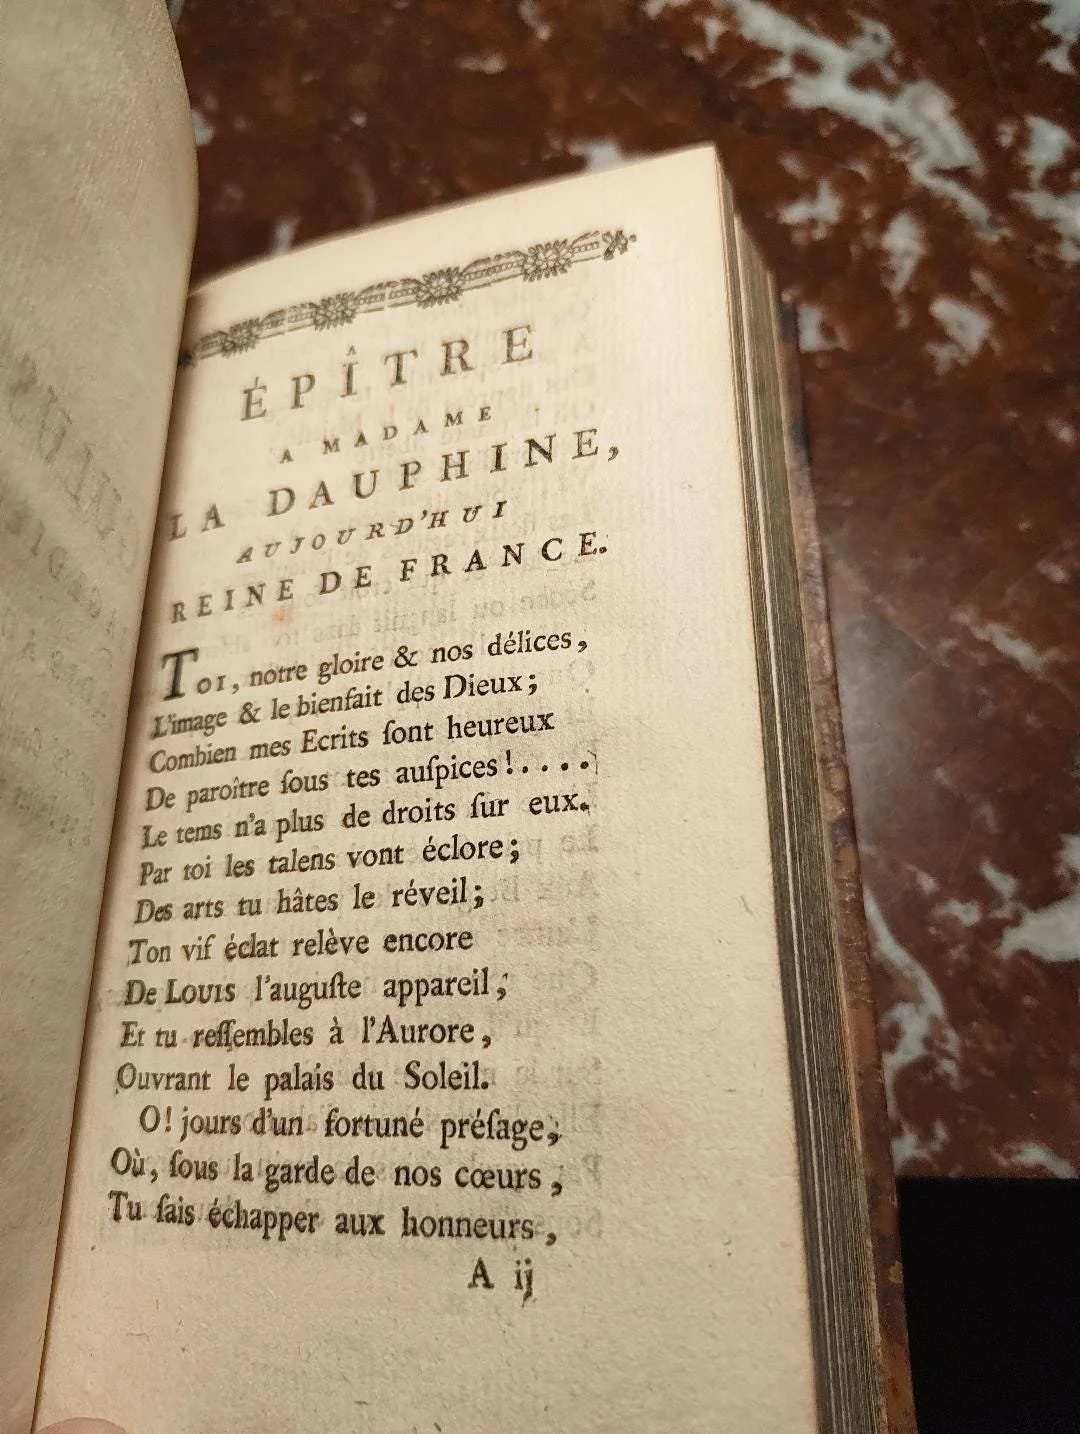 ÉPÎTRE
A MADAME
LA DAUPHINE,
AUJOURD'HUI
REINE DE FRANCE.
TOI, notre gloire & nos délices,
L'image & le bienfait des Dieux;
Combien mes Ecrits ſont heureux
De paroître ſous tes auſpices!....
Le tems n'a plus de droits ſur eux.
Par toi les talens vont éclore;
Des arts tu hâtes le réveil;
Ton vif éclat relève encore
De LOUIS l'auguſte appareil;
Et tu reſſembles à l'Aurore,
Ouvrant le palais du Soleil.
O! jours d'un fortuné préſage;
Où, ſous la garde de nos cœurs,
Tu ſais échapper aux honneurs,
A ij